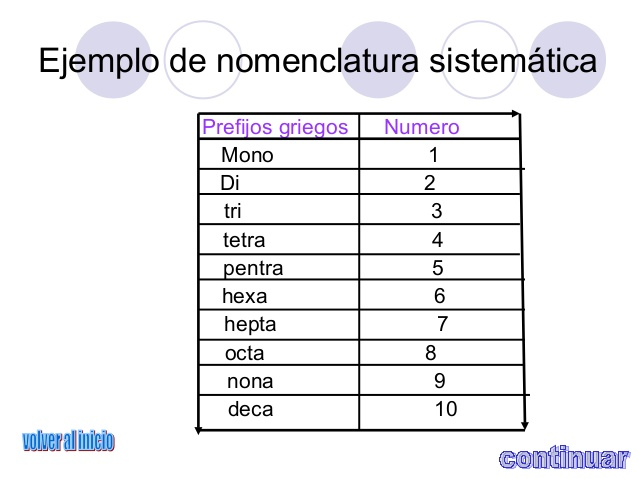 Ejemplo de nomenclatura sistemática
Prefijos griegos Numero
Mono 1
Di 2
tri 3
tetra 4
pentra 5
hexa 6
hepta 7
octa 8
nona 9
deca 10
volver al inicio
continuar